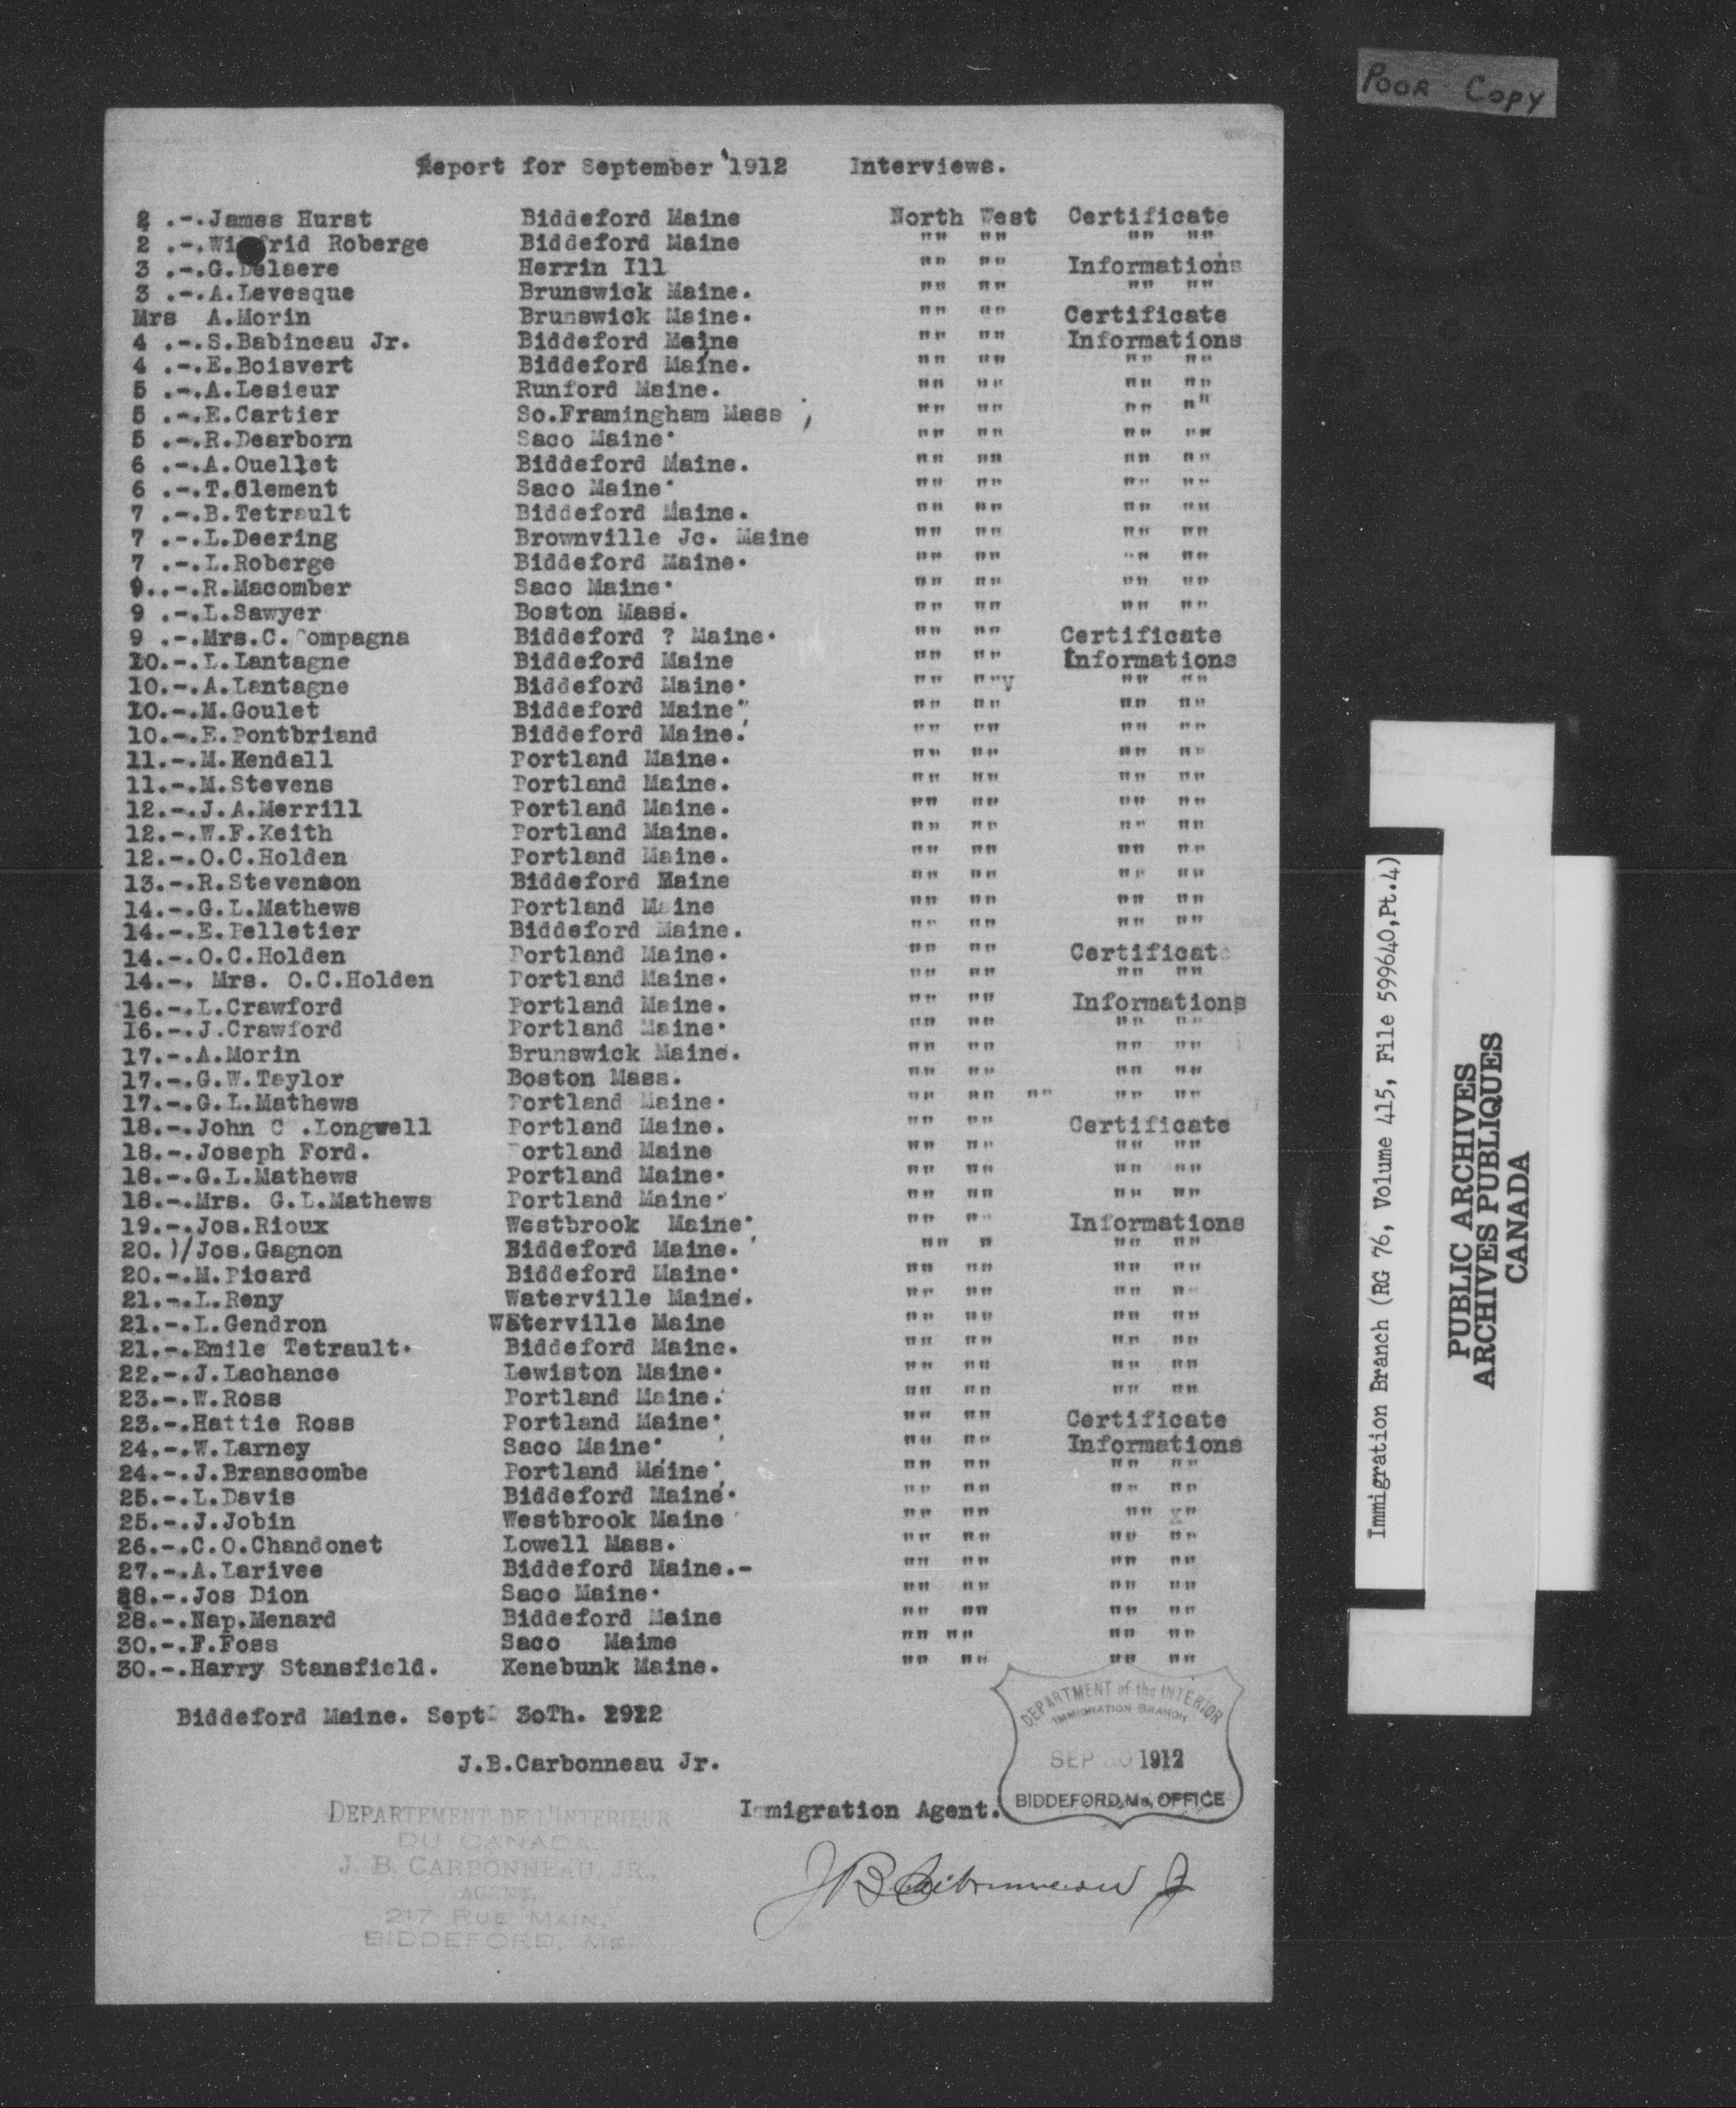 POOR COPY
Report for September '1912 Interviews.
2 .-.James Hurst Biddeford Maine North West Certificate
2 .-.Wi frid Roberge Biddeford Maine "" "" "" ""
3 .-.G.Delaere Herrin Ill "" "" Informations
3 .-.A.Levesque Brunswick Maine. "" "" "" ""
Mrs A.Morin Brunswick Maine. "" "" Certificate
4 .-.S.Babineau Jr. Biddeford Maine "" "" Informations
4 .-.E.Boisvert Biddeford Maine. "" "" "" ""
5 .-.A.Lesieur Runford Maine. "" "" "" ""
5 .-.E.Cartier So.Framingham Mass "" "" "" ""
5 .-.R.Dearborn Saco Maine. "" "" "" ""
6 .-.A.Ouellet Biddeford Maine. "" "" "" ""
6 .-.T.Clement Saco Maine. "" "" "" ""
7 .-.B.Tetrault Biddeford Maine. "" "" "" ""
7 .-.L.Deering Brownville Jc. Maine "" "" "" ""
7 .-.L.Roberge Biddeford Maine. "" "" "" ""
9..-.R.Macomber Saco Maine. "" "" "" ""
9 .-.L.Sawyer Boston Mass. "" "" "" ""
9 .-.Mrs.C.Compagna Biddeford ? Maine. "" "" Certificate
10.-.L.Lantagne Biddeford Maine "" "" Informations
10.-.A.Lantagne Biddeford Maine. "" ""v "" ""
10.-.M.Goulet Biddeford Maine. "" "" "" ""
10.-.E.Pontbriand Biddeford Maine. "" "" "" ""
11.-.M.Kendall Portland Maine. "" "" "" ""
11.-.M.Stevens Portland Maine. "" "" "" ""
12.-.J.A.Merrill Portland Maine. "" "" "" ""
12.-.W.F.Keith Portland Maine. "" "" "" ""
12.-.O.C.Holden Portland Maine. "" "" "" ""
13.-.R.Stevenson Biddeford Maine "" "" "" ""
14.-.G.L.Mathews Portland Maine "" "" "" ""
14.-.E.Pelletier Biddeford Maine. "" "" "" ""
14.-.O.C.Holden Portland Maine. "" "" Certificate
14.-. Mrs. O.C.Holden Portland Maine. "" "" "" ""
16.-.L.Crawford Portland Maine. "" "" Informations
16.-.J.Crawford Portland Maine. "" "" "" ""
17.-.A.Morin Brunswick Maine. "" "" "" ""
17.-.G.W.Taylor Boston Mass. "" "" "" ""
17.-.G.L.Mathews Portland Maine. "" "" "" "" ""
18.-.John C .Longwell Portland Maine. "" "" Certificate
18.-.Joseph Ford. Portland Maine "" "" "" ""
18.-.G.L.Mathews Portland Maine. "" "" "" ""
18.-.Mrs. G.L.Mathews Portland Maine. "" "" "" ""
19.-.Jos.Rioux Westbrook Maine. "" "" Informations
20.)/Jos.Gagnon Biddeford Maine. "" " "" ""
20.-.M.Picard Biddeford Maine. "" "" "" ""
21.-.L.Reny Waterville Maine. "" "" "" ""
21.-.L.Gendron Waterville Maine "" "" "" ""
21.-.Emile Tetrault. Biddeford Maine. "" "" "" ""
22.-.J.Lachance Lewiston Maine. "" "" "" ""
23.-.W.Ross Portland Maine. "" "" "" ""
23.-.Hattie Ross Portland Maine. "" "" Certificate
24.-.W.Larney Saco Maine. "" "" Informations
24.-.J.Branscombe Portland Maine. "" "" "" ""
25.-.L.Davis Biddeford Maine. "" "" "" ""
25.-.J.Jobin Westbrook Maine "" "" "" x"
26.-.C.O.Chandonet Lowell Mass. "" "" "" ""
27.-.A.Larivee Biddeford Maine.- "" "" "" ""
28.-.Jos Dion Saco Maine. "" "" "" ""
28.-.Nap.Menard Biddeford Maine "" "" "" ""
30.-.F.Foss Saco Maime "" "" "" ""
30.-.Harry Stansfield. Kenebunk Maine. "" "" "" ""
Biddeford Maine. Sept 3oTh. 1912
J.B.Carbonneau Jr.
Immigration Agent.
DEPARTMENT of the INTERIOR
IMMIGRATION BRANCH
SEP 30 1912
BIDDEFORD, Me, OFFICE
DEPARTEMENT DE L'INTERIEUR
DU CANADA
J. B. CARBONNEAU, JR.,
AGENT,
217 RUE MAIN,
BIDDEFORD, ME.
JB Carbonneau Jr
Immigration Branch (RG 76, Volume 415, File 599640,Pt.4)
PUBLIC ARCHIVES
ARCHIVES PUBLIQUES
CANADA